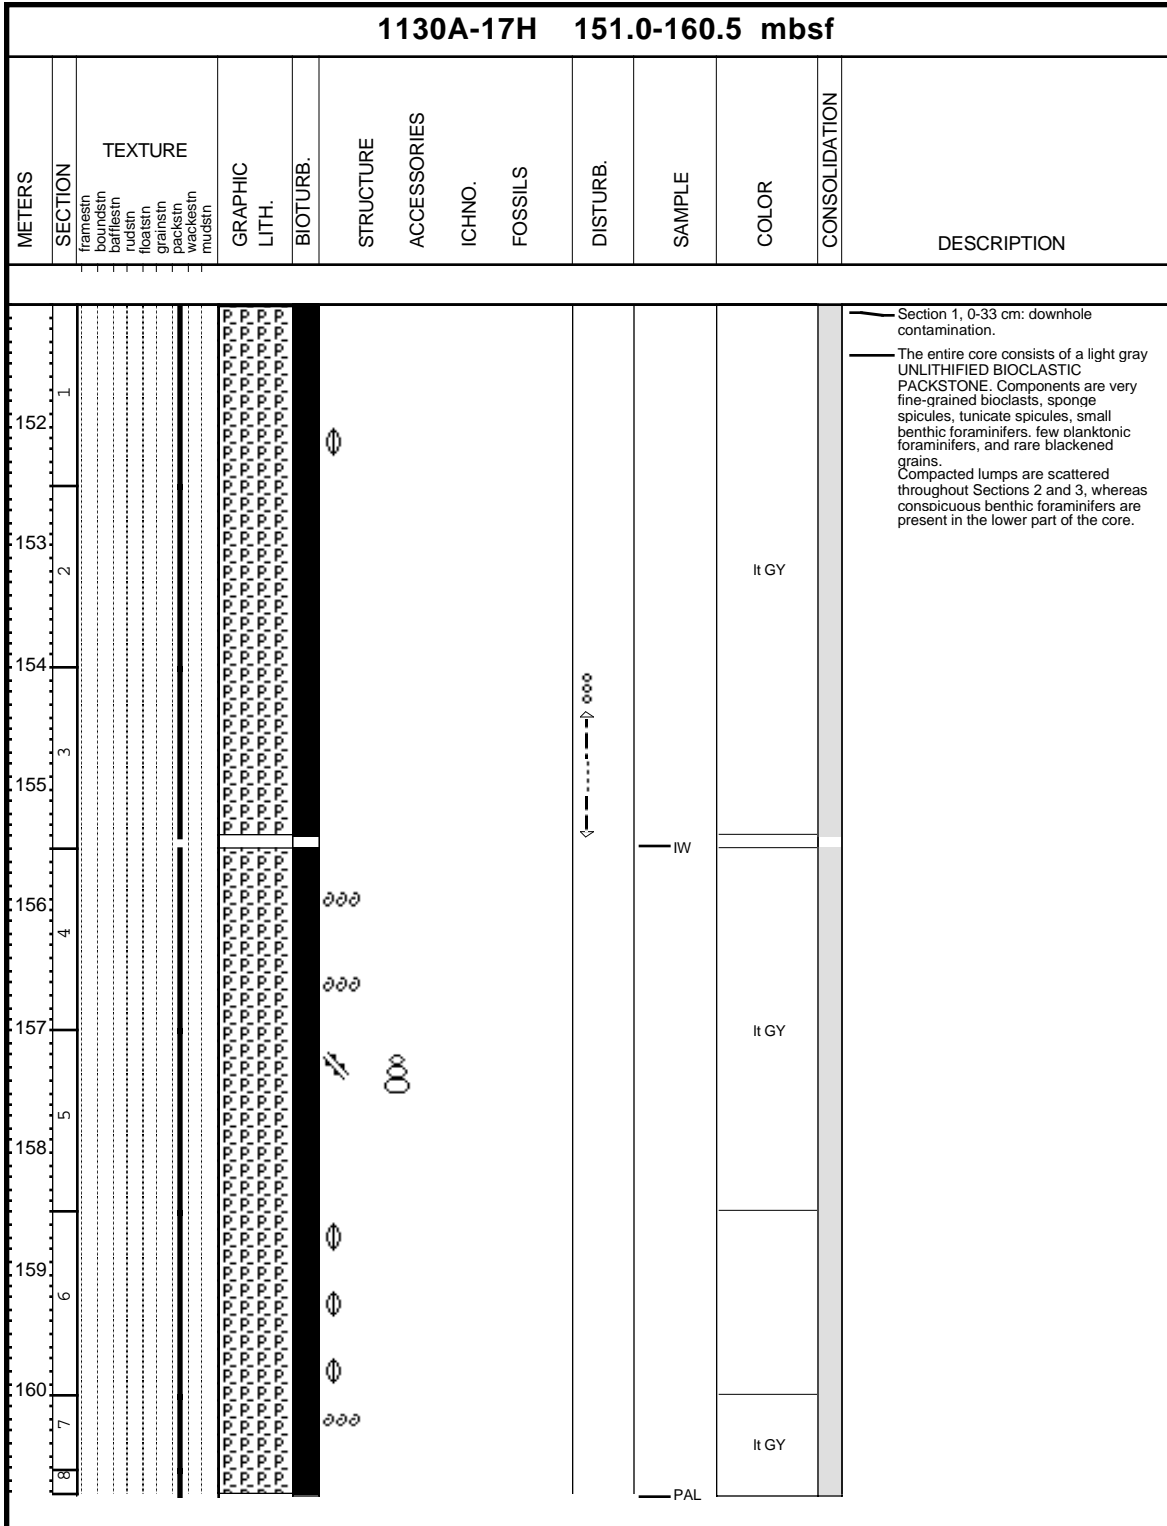 1130A-17H 151.0-160.5 mbsf
METERS
SECTION
TEXTURE
framestn
boundstn
bafflestn
rudstn
floatstn
grainstn
packstn
wackestn
mudstn
GRAPHIC
LITH.
BIOTURB.
STRUCTURE
ACCESSORIES
ICHNO.
FOSSILS
DISTURB.
SAMPLE
COLOR
CONSOLIDATION
DESCRIPTION
Section 1, 0-33 cm: downhole
contamination.
The entire core consists of a light gray
UNLITHIFIED BIOCLASTIC
PACKSTONE. Components are very
fine-grained bioclasts, sponge
spicules, tunicate spicules, small
benthic foraminifers, few planktonic
foraminifers, and rare blackened
grains.
Compacted lumps are scattered
throughout Sections 2 and 3, whereas
conspicuous benthic foraminifers are
present in the lower part of the core.
1
152
153
2
lt GY
154
3
155
IW
156
4
157
lt GY
5
158
159
6
160
7
lt GY
8
PAL